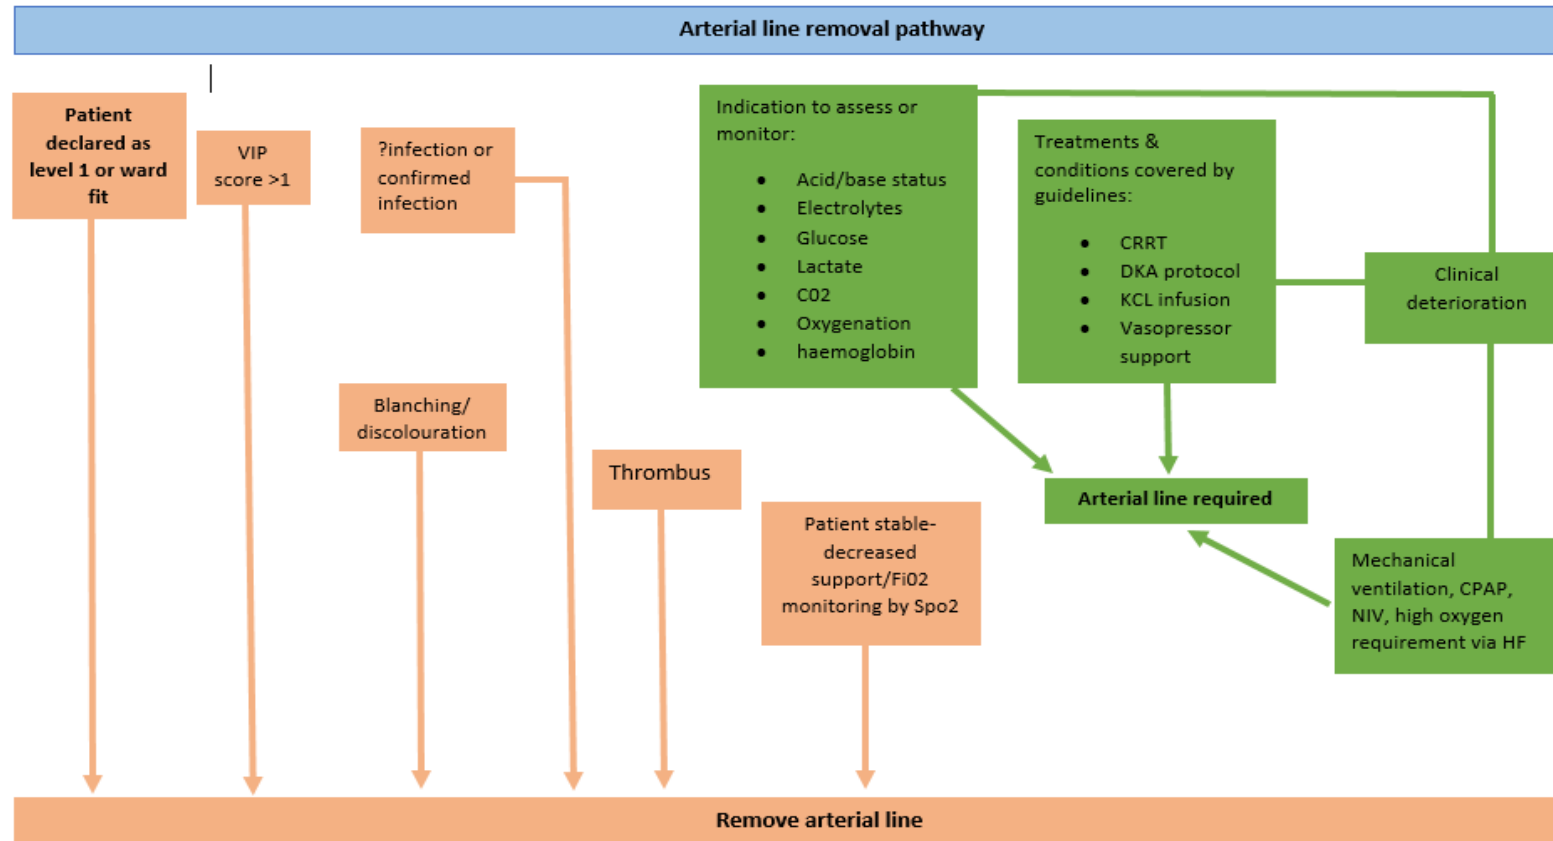 Arterial line removal pathway
Patient
declared as
level 1 or ward
fit
VIP
score >1
?infection or
confirmed
infection
Indication to assess or
monitor:
• Acid/base status
• Electrolytes
• Glucose
• Lactate
• C02
• Oxygenation
• haemoglobin
Treatments &
conditions covered by
guidelines:
• CRRT
• DKA protocol
• KCL infusion
• Vasopressor
support
Clinical
deterioration
Blanching/
discolouration
Thrombus
Patient stable-
decreased
support/Fi02
monitoring by Spo2
Arterial line required
Mechanical
ventilation, CPAP,
NIV, high oxygen
requirement via HF
Remove arterial line